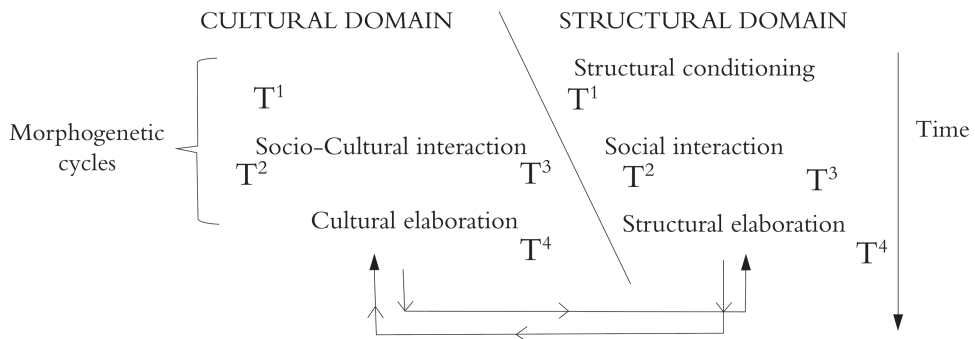 CULTURAL DOMAIN
STRUCTURAL DOMAIN
Structural conditioning
T¹
T¹
Time
Morphogenetic
cycles
Socio-Cultural interaction
Social interaction
T²
T³
T²
T³
Cultural elaboration
Structural elaboration
T⁴
T⁴